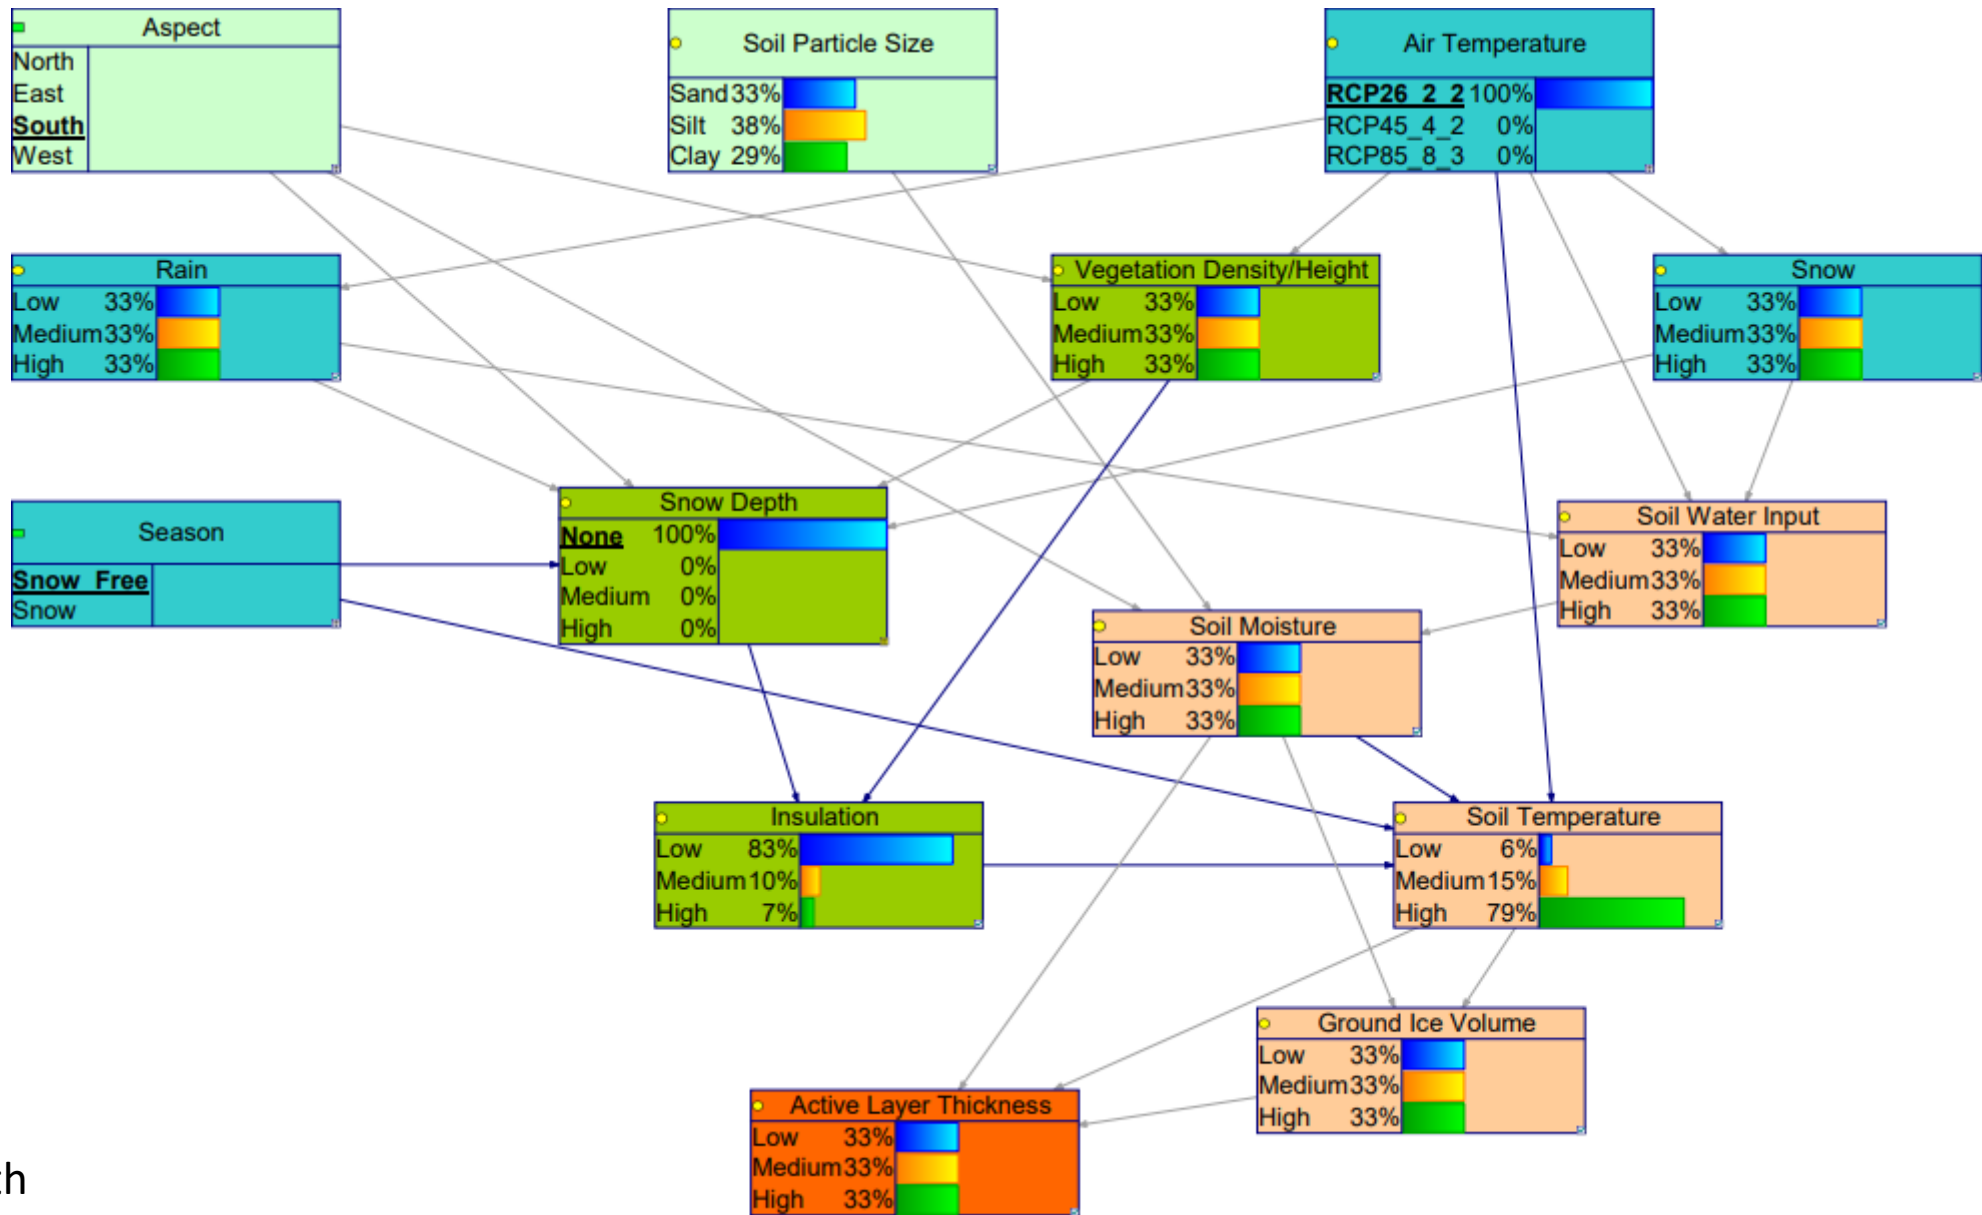 Aspect
North
East
South
West
Soil Particle Size
Sand 33%
Silt 38%
Clay 29%
Air Temperature
RCP26_2_2 100%
RCP45_4_2 0%
RCP85_8_3 0%
Rain
Low 33%
Medium 33%
High 33%
Vegetation Density/Height
Low 33%
Medium 33%
High 33%
Snow
Low 33%
Medium 33%
High 33%
Season
Snow_Free
Snow
Snow Depth
None 100%
Low 0%
Medium 0%
High 0%
Soil Water Input
Low 33%
Medium 33%
High 33%
Soil Moisture
Low 33%
Medium 33%
High 33%
Insulation
Low 83%
Medium 10%
High 7%
Soil Temperature
Low 6%
Medium 15%
High 79%
Ground Ice Volume
Low 33%
Medium 33%
High 33%
Active Layer Thickness
Low 33%
Medium 33%
High 33%